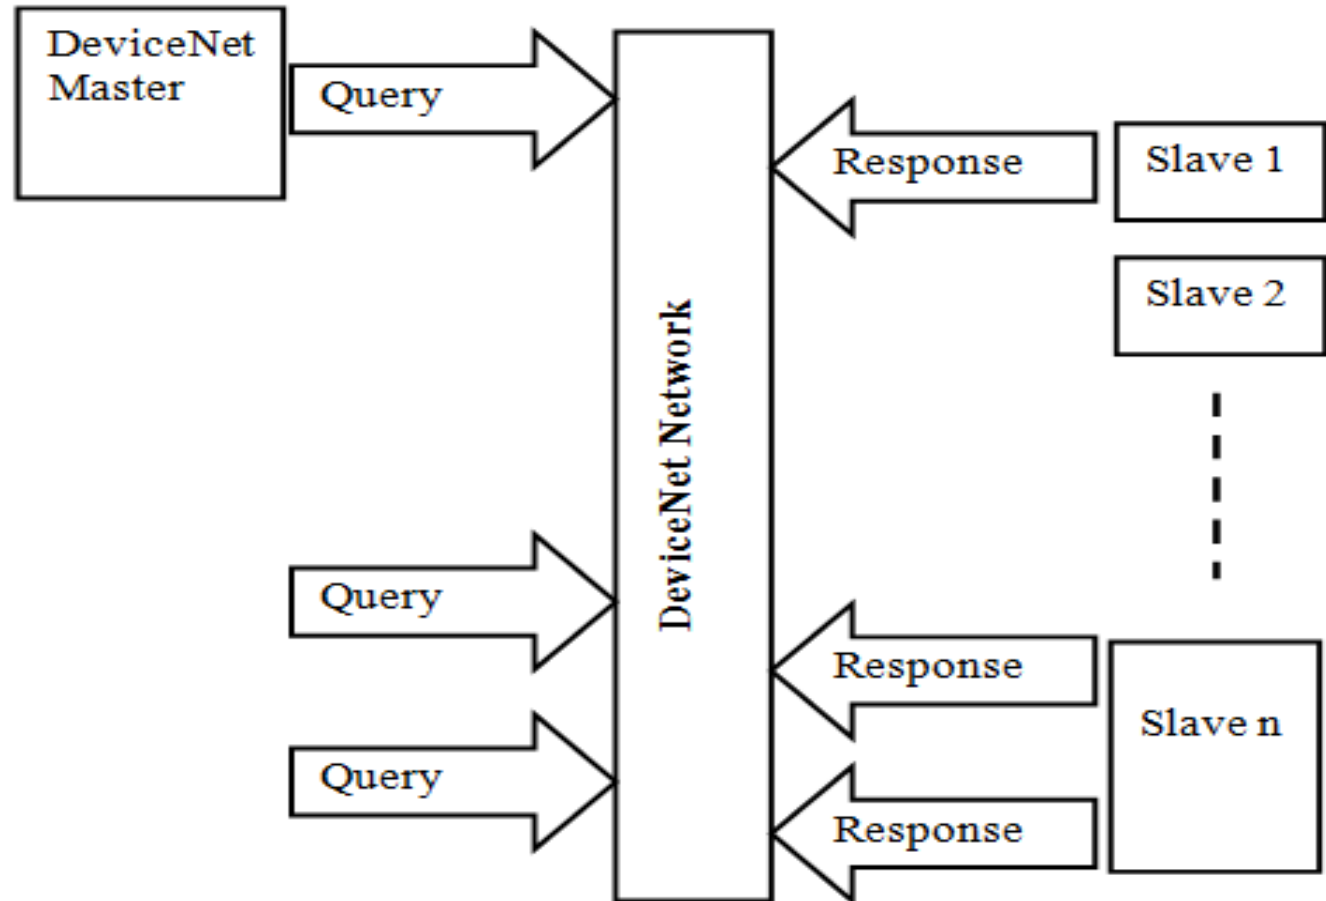 DeviceNet
Master
Query
Response
Slave 1
Slave 2
DeviceNet Network
Query
Response
Slave n
Query
Response